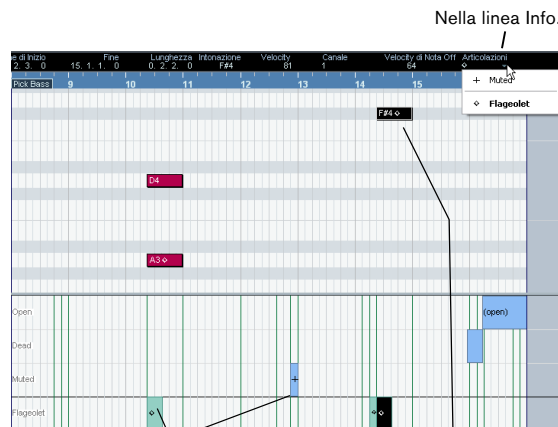 Nella linea Info.
e di Inizio Fine Lunghezza Intonazione Velocity Canale Velocity di Nota Off Articolazioni
2. 3. 0 15. 1. 1. 0 0. 2. 2. 0 F#4 81 1 64
Pick Bass 9 10 11 12 13 14 15
+ Muted
Flageolet
F#4
D4
A3
Open (open)
Dead
Muted +
Flageolet